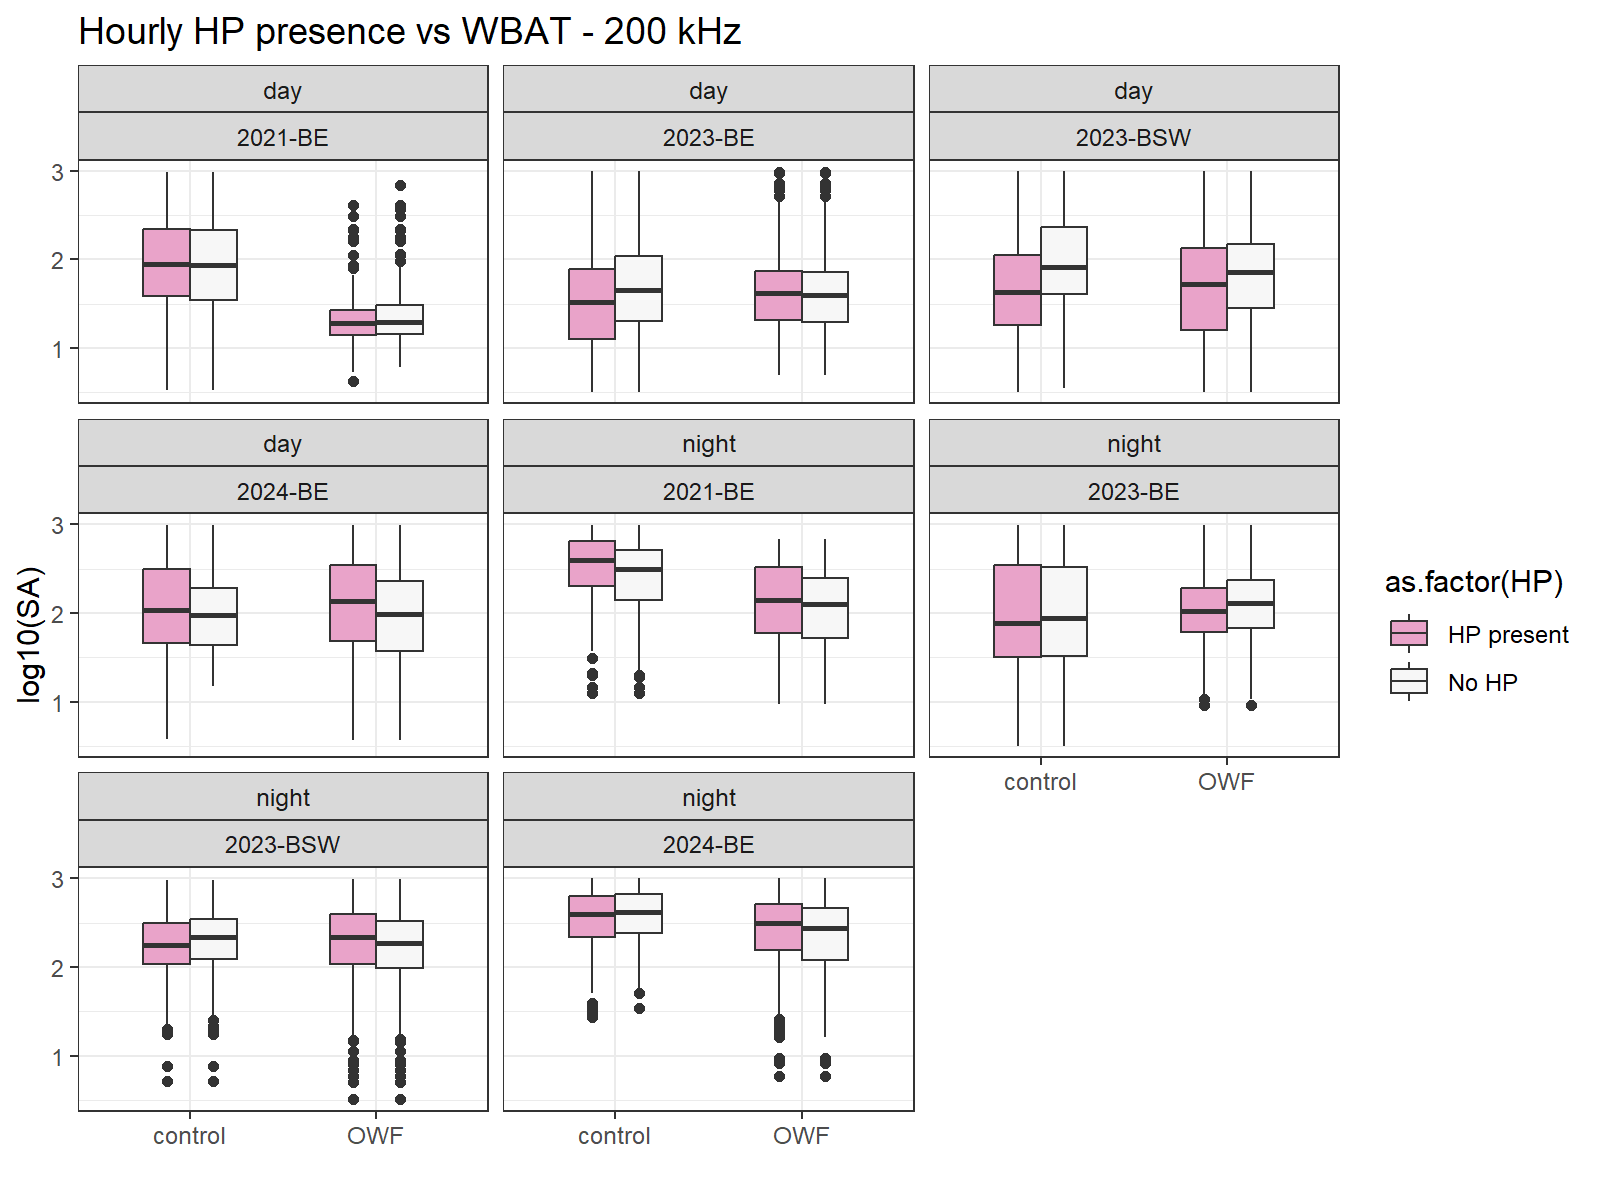 Hourly HP presence vs WBAT - 200 kHz
day
day
day
2021-BE
2023-BE
2023-BSW
3
2
1
day
night
night
2024-BE
2021-BE
2023-BE
3
2
1
control
OWF
night
night
2023-BSW
2024-BE
3
2
1
control
OWF
control
OWF
log10(SA)
as.factor(HP)
HP present
No HP